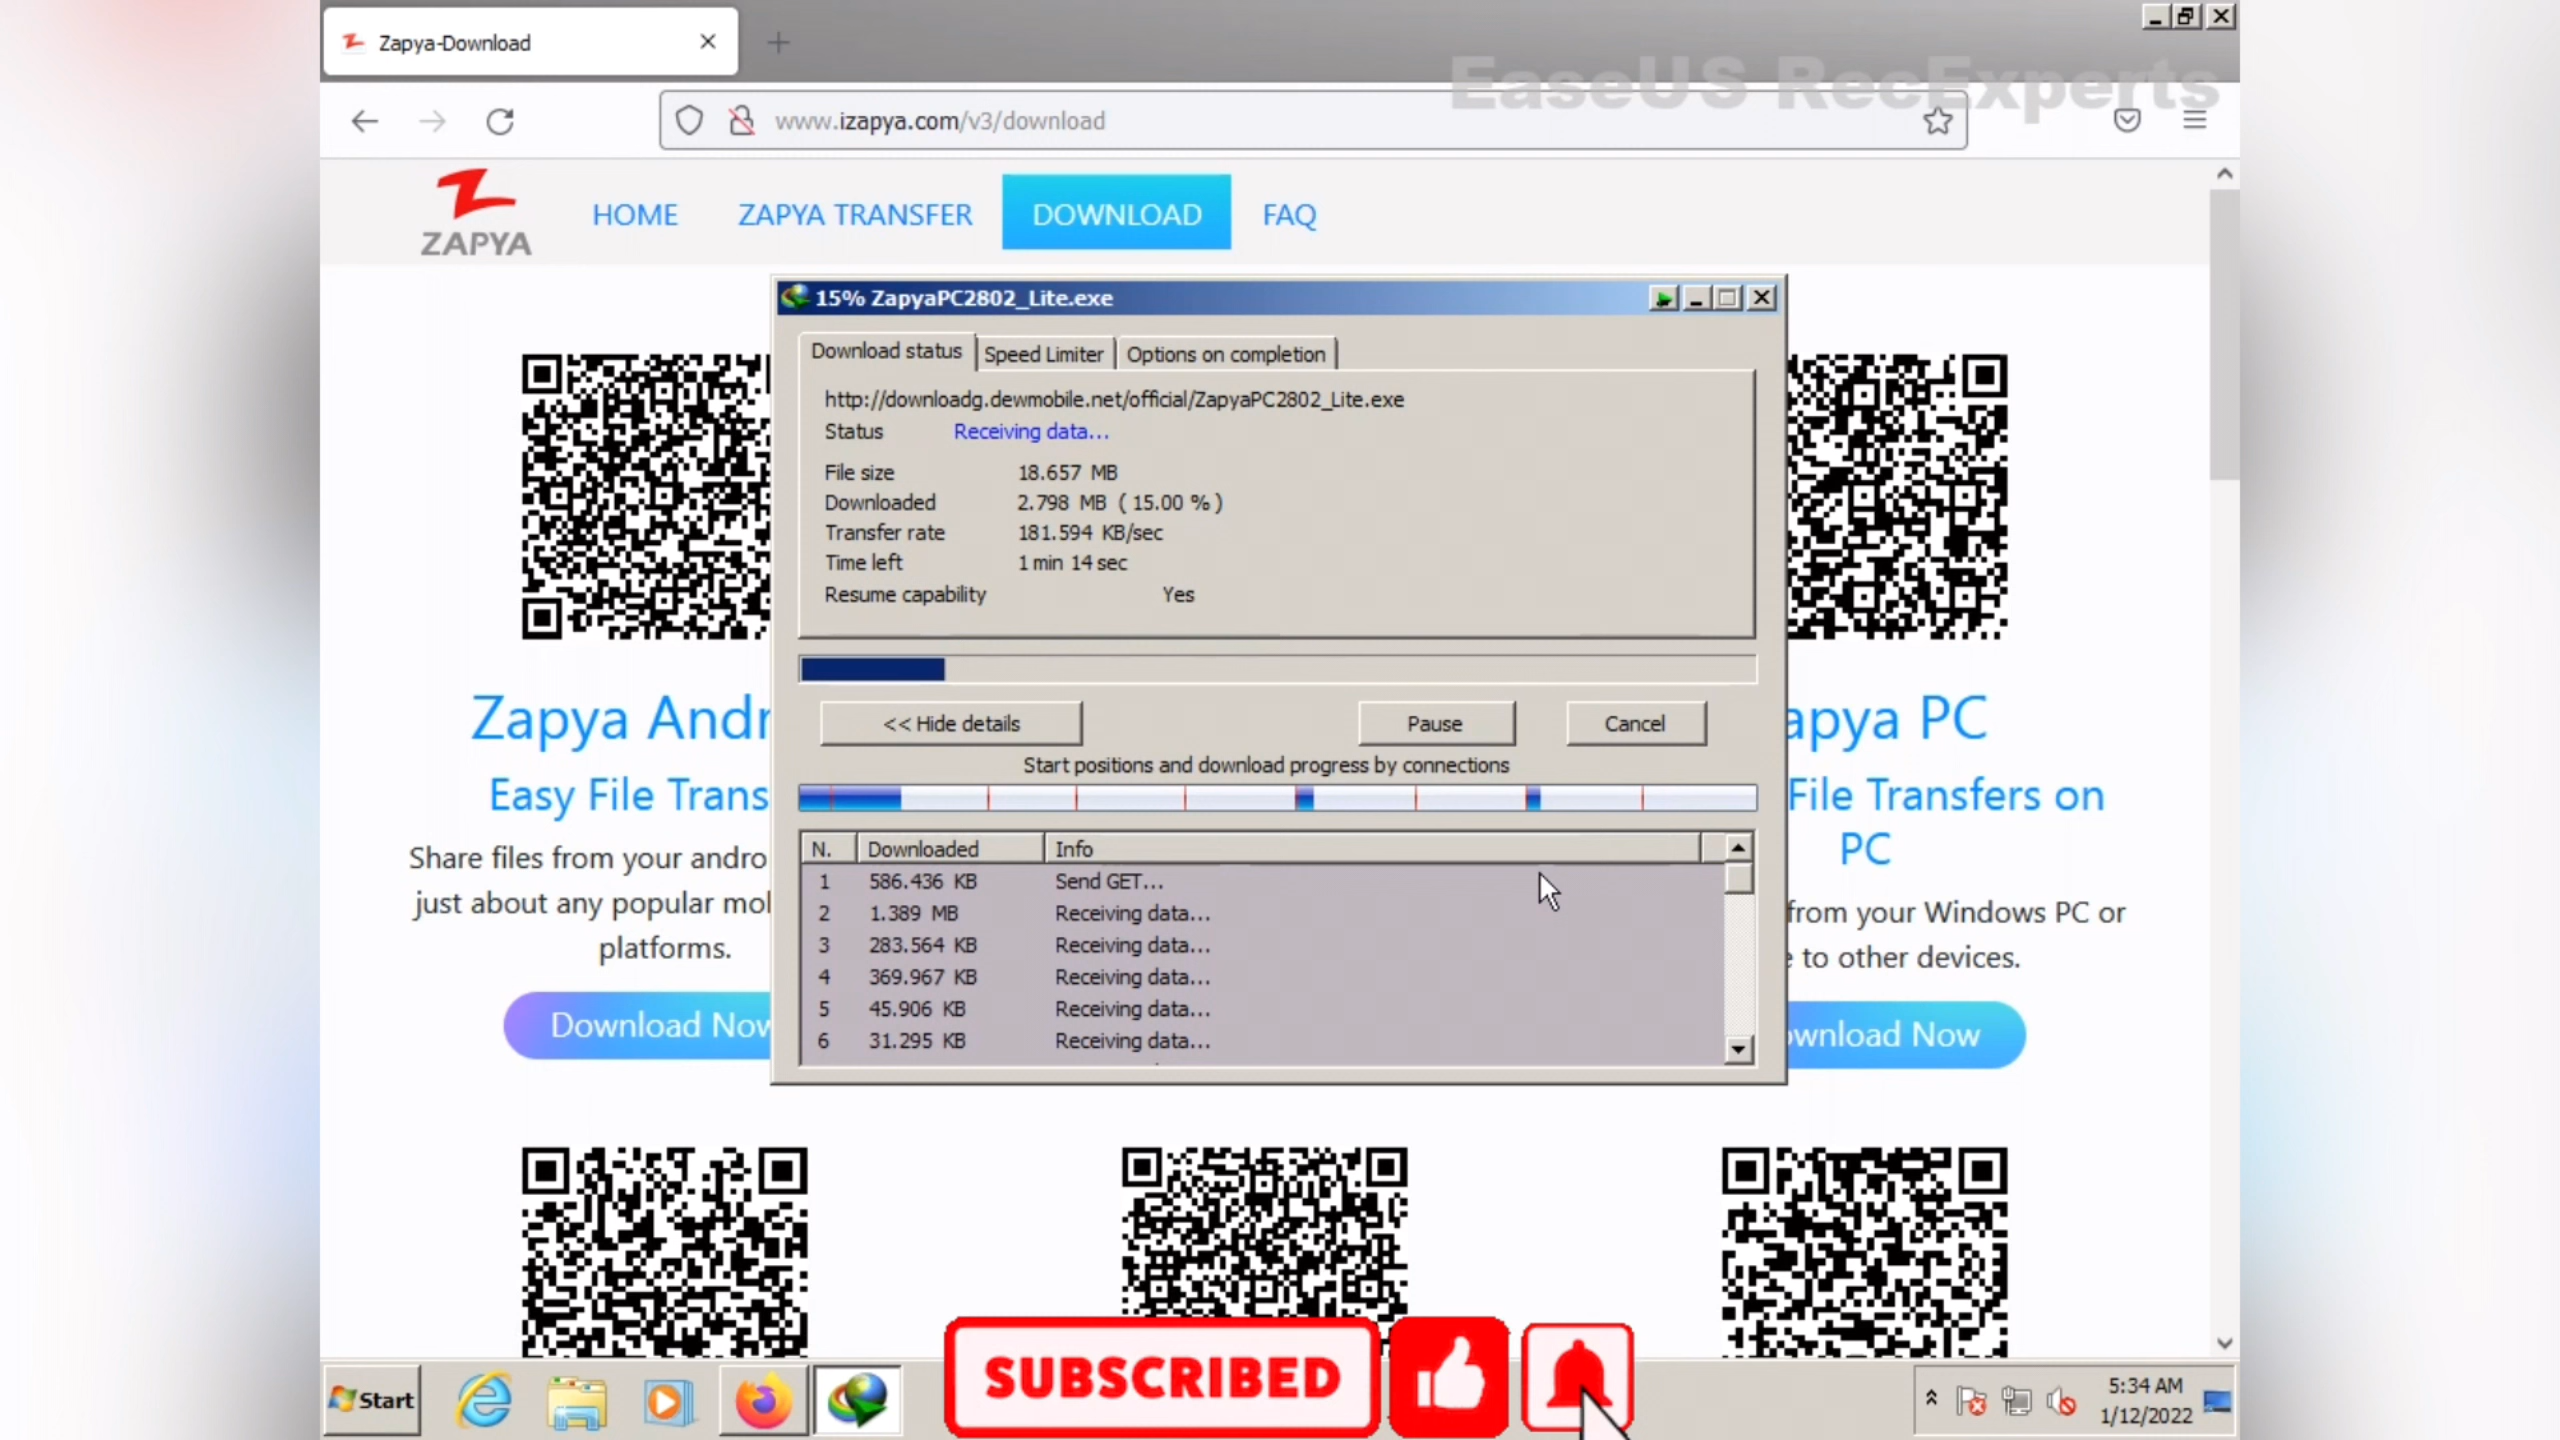 Zapya-Download
EaseUS RecExperts
www.izapya.com/v3/download
ZAPYA
HOME
ZAPYA TRANSFER
DOWNLOAD
FAQ
15% ZapyaPC2802_Lite.exe
Download status
Speed Limiter
Options on completion
http://downloadg.dewmobile.net/official/ZapyaPC2802_Lite.exe
Status Receiving data...
File size 18.657 MB
Downloaded 2.798 MB ( 15.00 % )
Transfer rate 181.594 KB/sec
Time left 1 min 14 sec
Resume capability Yes
<< Hide details
Pause
Cancel
Start positions and download progress by connections
N. Downloaded Info
1 586.436 KB Send GET...
2 1.389 MB Receiving data...
3 283.564 KB Receiving data...
4 369.967 KB Receiving data...
5 45.906 KB Receiving data...
6 31.295 KB Receiving data...
Zapya Andr
Easy File Trans
Share files from your andro
just about any popular mol
platforms.
Download Now
apya PC
File Transfers on
PC
from your Windows PC or
e to other devices.
ownload Now
SUBSCRIBED
Start
5:34 AM
1/12/2022